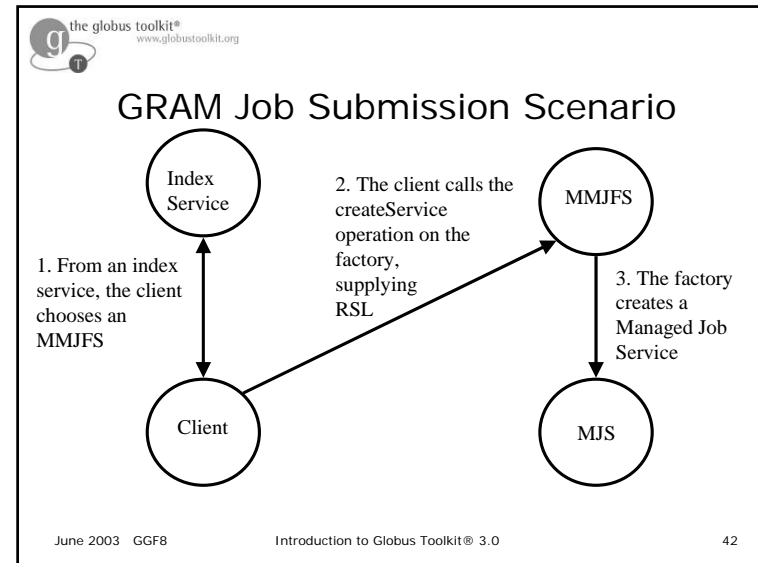 the globus toolkit®
www.globustoolkit.org
g
T
GRAM Job Submission Scenario
Index
Service
2. The client calls the
createService
operation on the
factory,
supplying
RSL
MMJFS
1. From an index
service, the client
chooses an
MMJFS
3. The factory
creates a
Managed Job
Service
Client
MJS
June 2003 GGF8
Introduction to Globus Toolkit® 3.0
42